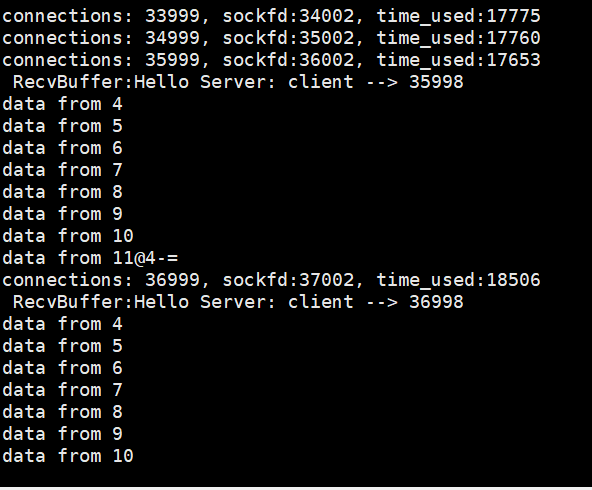 connections: 33999, sockfd:34002, time_used:17775
connections: 34999, sockfd:35002, time_used:17760
connections: 35999, sockfd:36002, time_used:17653
RecvBuffer:Hello Server: client --> 35998
data from 4
data from 5
data from 6
data from 7
data from 8
data from 9
data from 10
data from 11@4-=
connections: 36999, sockfd:37002, time_used:18506
RecvBuffer:Hello Server: client --> 36998
data from 4
data from 5
data from 6
data from 7
data from 8
data from 9
data from 10